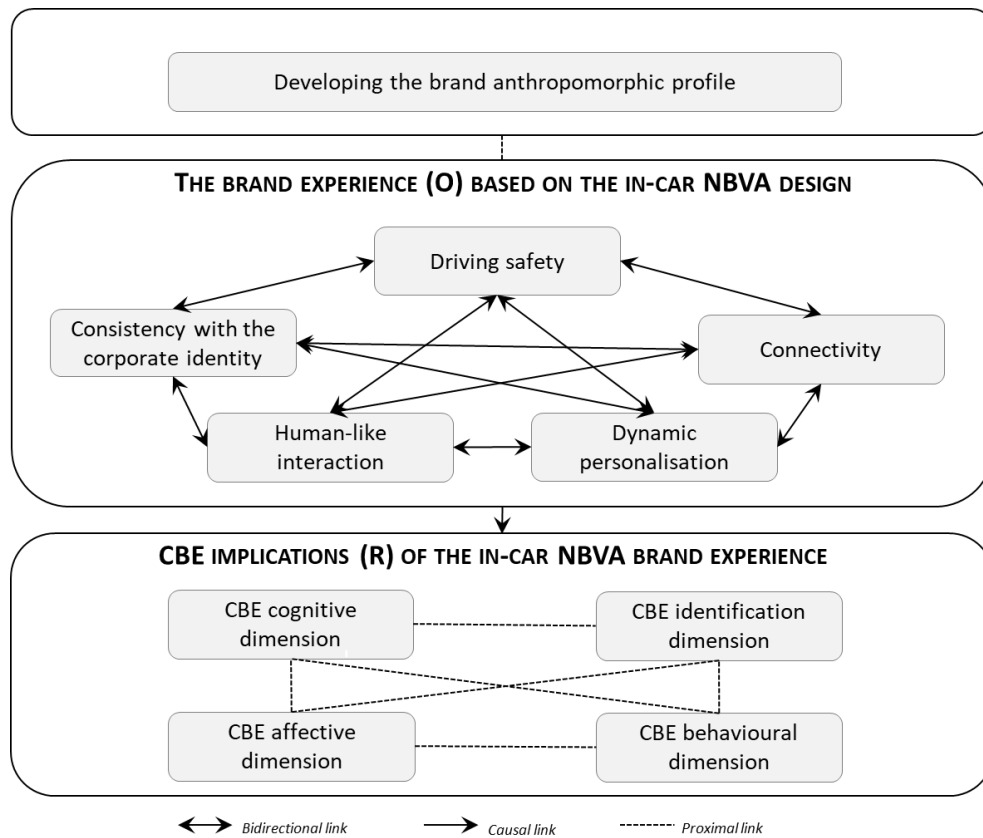 Developing the brand anthropomorphic profile
THE BRAND EXPERIENCE (O) BASED ON THE IN-CAR NBVA DESIGN
Driving safety
Consistency with the
corporate identity
Connectivity
Human-like
interaction
Dynamic
personalisation
CBE IMPLICATIONS (R) OF THE IN-CAR NBVA BRAND EXPERIENCE
CBE cognitive
dimension
CBE identification
dimension
CBE affective
dimension
CBE behavioural
dimension
Bidirectional link
Causal link
Proximal link